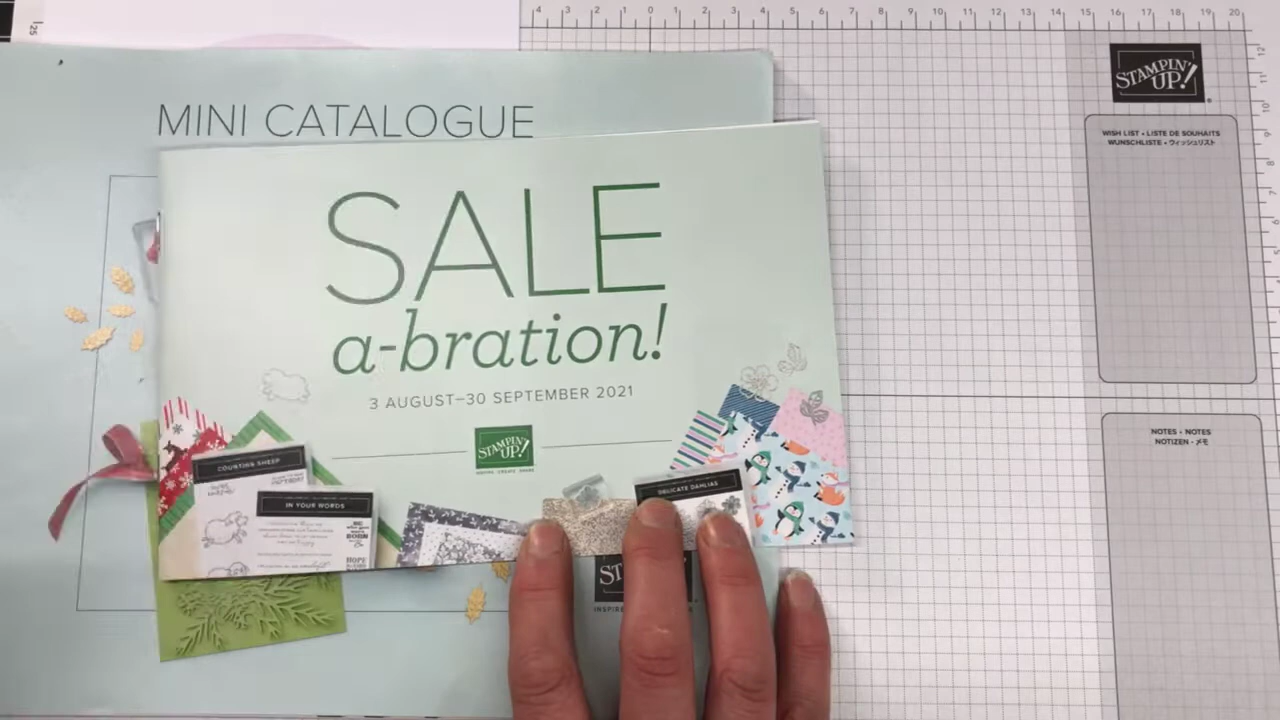 MINI CATALOGUE
SALE
a-bration!
3 AUGUST–30 SEPTEMBER 2021
STAMPIN' UP!
COUNTING SHEEP
IN YOUR WORDS
DELICATE DAHLIAS
BORN
HOPE
ST
4 3 2 1 0 1 2 3 4 5 6 7 8 9 10 11 12 13 14 15 16 17 18 19 20
STAMPIN' UP!
WISH LIST • LISTE DE SOUHAITS
WUNSCHLISTE • ウィッシュリスト
NOTES • NOTES
NOTIZEN • メモ